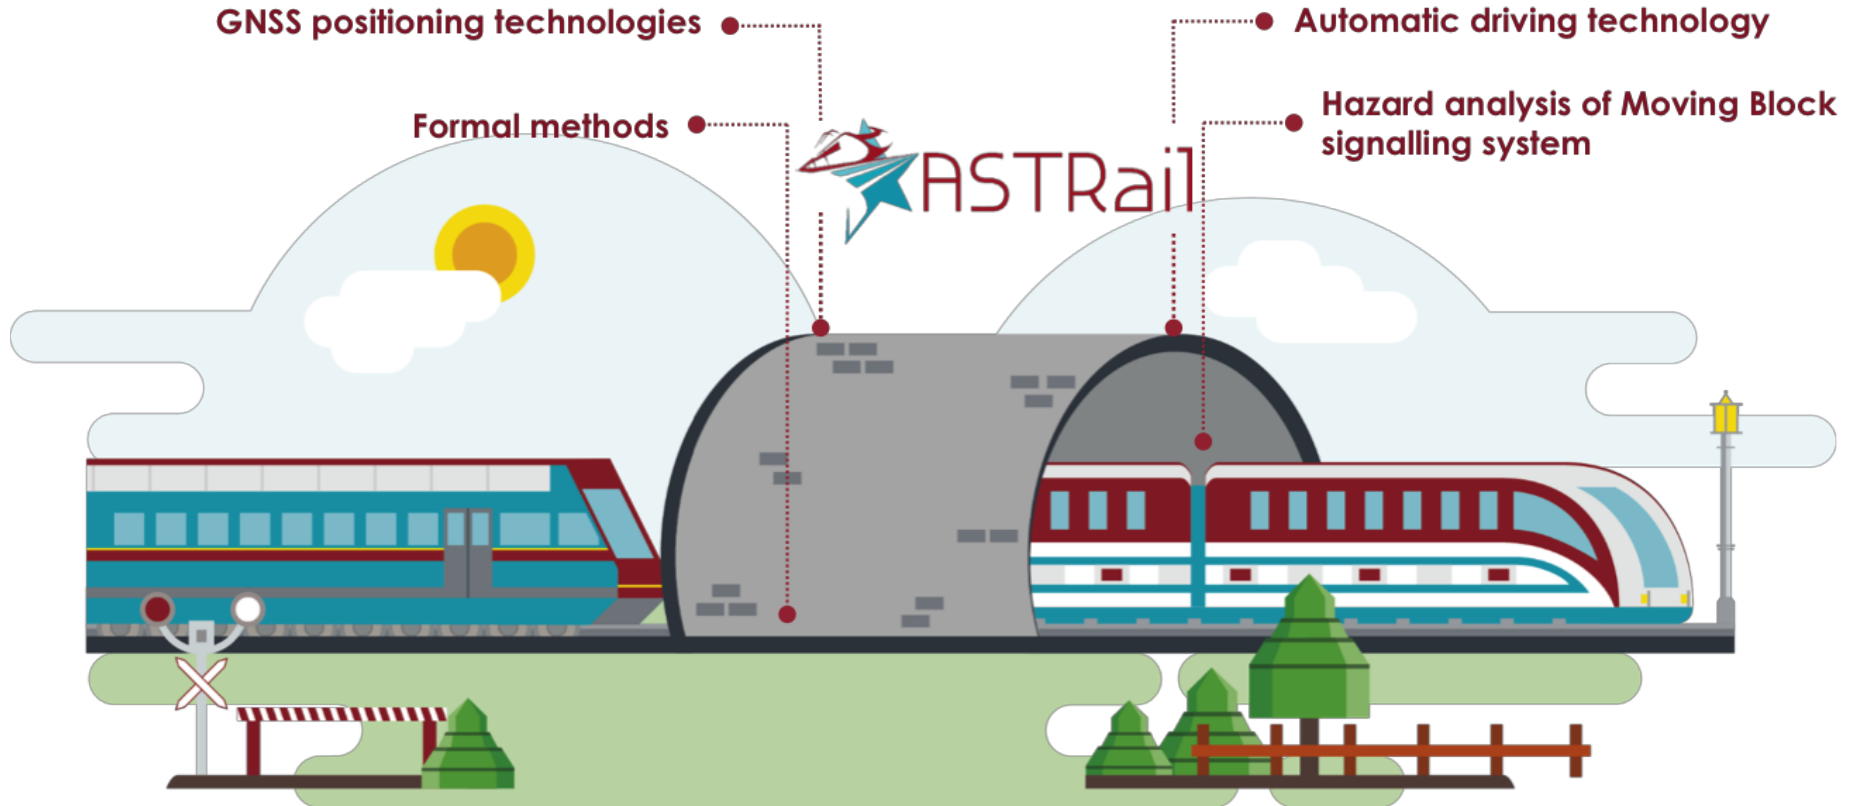 GNSS positioning technologies
Automatic driving technology
Formal methods
Hazard analysis of Moving Block
signalling system
ASTRail